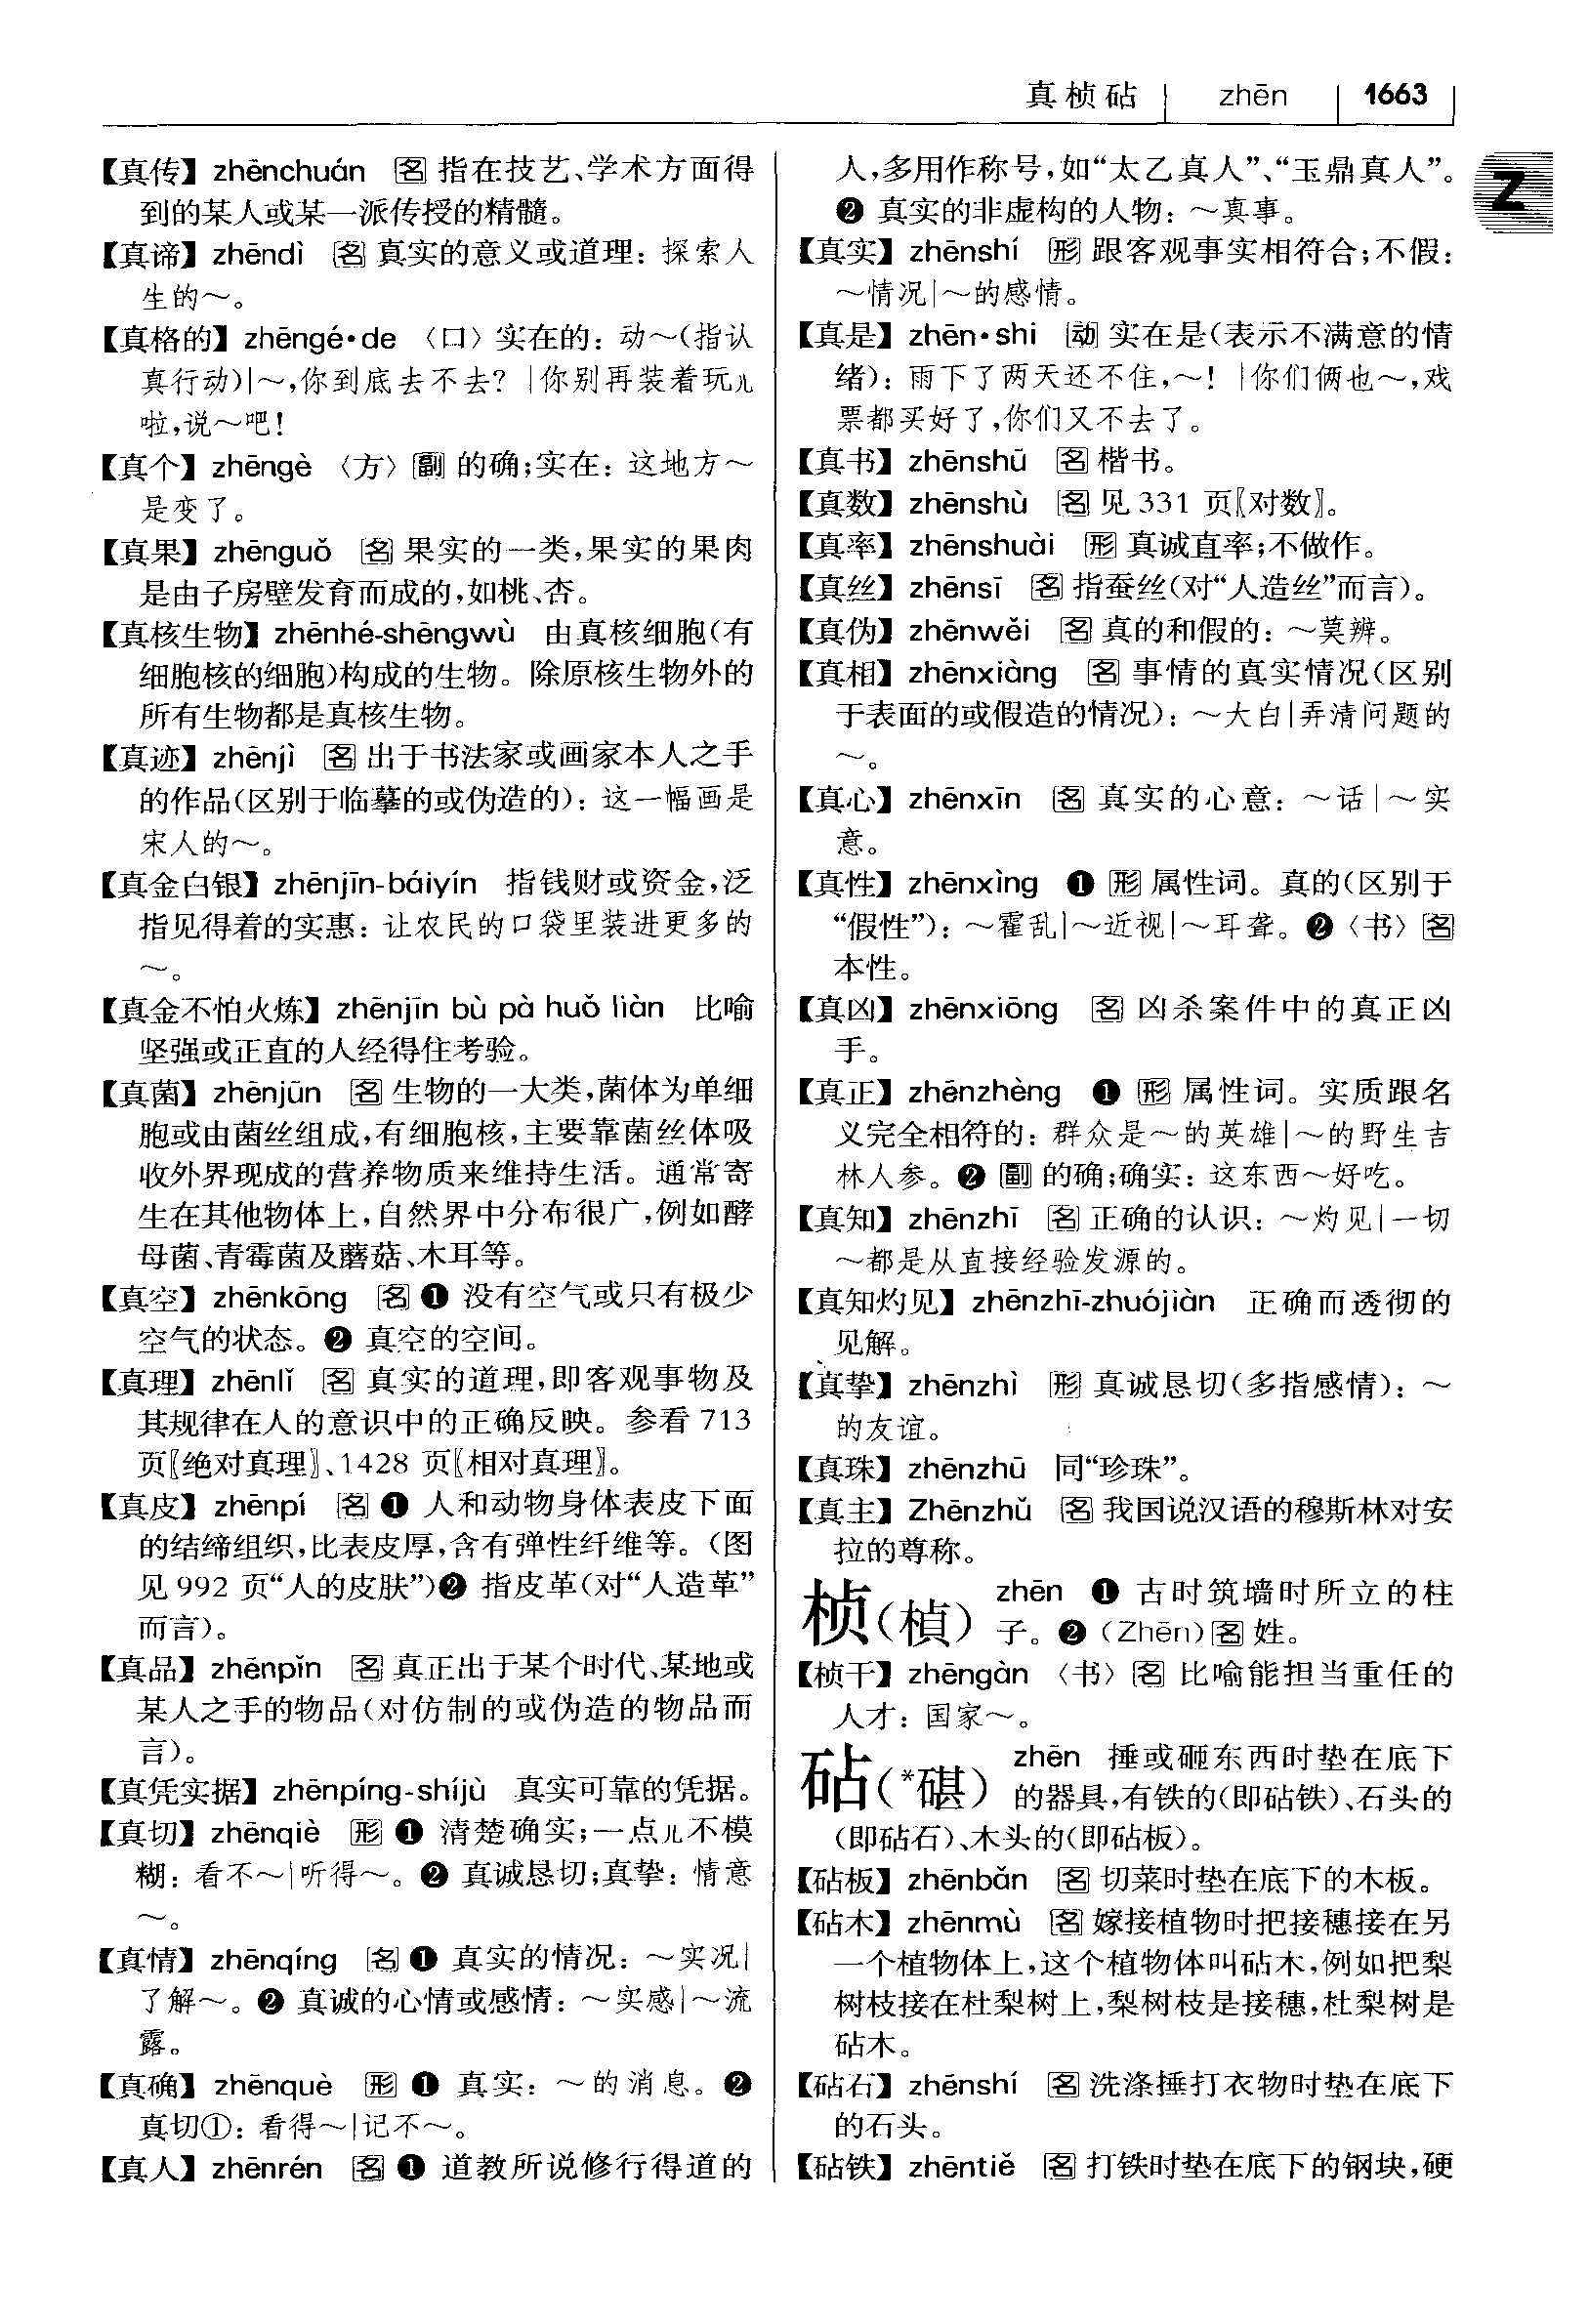 真桢砧 zhēn 1663
【真传】 zhēnchuán 名 指在技艺、学术方面得
到的某人或某一派传授的精髓。
【真谛】 zhēndì 名 真实的意义或道理：探索人
生的～。
【真格的】 zhēngé·de 〈口〉 实在的：动～(指认
真行动)|～,你到底去不去? |你别再装着玩儿
啦,说～吧!
【真个】 zhēngè 〈方〉 副 的确;实在：这地方～
是变了。
【真果】 zhēnguǒ 名 果实的一类,果实的果肉
是由子房壁发育而成的,如桃、杏。
【真核生物】 zhēnhé-shēngwù 由真核细胞(有
细胞核的细胞)构成的生物。除原核生物外的
所有生物都是真核生物。
【真迹】 zhēnjì 名 出于书法家或画家本人之手
的作品(区别于临摹的或伪造的)：这一幅画是
宋人的～。
【真金白银】 zhēnjīn-báiyín 指钱财或资金,泛
指见得着的实惠：让农民的口袋里装进更多的
～。
【真金不怕火炼】 zhēnjīn bù pà huǒ liàn 比喻
坚强或正直的人经得住考验。
【真菌】 zhēnjūn 名 生物的一大类,菌体为单细
胞或由菌丝组成,有细胞核,主要靠菌丝体吸
收外界现成的营养物质来维持生活。通常寄
生在其他物体上,自然界中分布很广,例如酵
母菌、青霉菌及蘑菇、木耳等。
【真空】 zhēnkōng 名 ❶ 没有空气或只有极少
空气的状态。❷ 真空的空间。
【真理】 zhēnlǐ 名 真实的道理,即客观事物及
其规律在人的意识中的正确反映。参看 713
页〖绝对真理〗、1428 页〖相对真理〗。
【真皮】 zhēnpí 名 ❶ 人和动物身体表皮下面
的结缔组织,比表皮厚,含有弹性纤维等。(图
见 992 页“人的皮肤”)❷ 指皮革(对“人造革”
而言)。
【真品】 zhēnpǐn 名 真正出于某个时代、某地或
某人之手的物品(对仿制的或伪造的物品而
言)。
【真凭实据】 zhēnpíng-shíjù 真实可靠的凭据。
【真切】 zhēnqiè 形 ❶ 清楚确实;一点儿不模
糊：看不～|听得～。❷ 真诚恳切;真挚：情意
～。
【真情】 zhēnqíng 名 ❶ 真实的情况：～实况|
了解～。❷ 真诚的心情或感情：～实感|～流
露。
【真确】 zhēnquè 形 ❶ 真实：～的消息。❷
真切①：看得～|记不～。
【真人】 zhēnrén 名 ❶ 道教所说修行得道的
人,多用作称号,如“太乙真人”、“玉鼎真人”。
❷ 真实的非虚构的人物：～真事。
【真实】 zhēnshí 形 跟客观事实相符合;不假：
～情况|～的感情。
【真是】 zhēn·shi 动 实在是(表示不满意的情
绪)：雨下了两天还不住,～! |你们俩也～,戏
票都买好了,你们又不去了。
【真书】 zhēnshū 名 楷书。
【真数】 zhēnshù 名 见 331 页〖对数〗。
【真率】 zhēnshuài 形 真诚直率;不做作。
【真丝】 zhēnsī 名 指蚕丝(对“人造丝”而言)。
【真伪】 zhēnwěi 名 真的和假的：～莫辨。
【真相】 zhēnxiàng 名 事情的真实情况(区别
于表面的或假造的情况)：～大白|弄清问题的
～。
【真心】 zhēnxīn 名 真实的心意：～话|～实
意。
【真性】 zhēnxìng ❶ 形 属性词。真的(区别于
“假性”)：～霍乱|～近视|～耳聋。❷〈书〉名
本性。
【真凶】 zhēnxiōng 名 凶杀案件中的真正凶
手。
【真正】 zhēnzhèng ❶ 形 属性词。实质跟名
义完全相符的：群众是～的英雄|～的野生吉
林人参。❷ 副 的确;确实：这东西～好吃。
【真知】 zhēnzhī 名 正确的认识：～灼见|一切
～都是从直接经验发源的。
【真知灼见】 zhēnzhī-zhuójiàn 正确而透彻的
见解。
【真挚】 zhēnzhì 形 真诚恳切(多指感情)：～
的友谊。
【真珠】 zhēnzhū 同“珍珠”。
【真主】 Zhēnzhǔ 名 我国说汉语的穆斯林对安
拉的尊称。
桢(楨) zhēn ❶ 古时筑墙时所立的柱
子。❷ (Zhēn) 名 姓。
【桢干】 zhēngàn 〈书〉 名 比喻能担当重任的
人才：国家～。
砧(*碪) zhēn 捶或砸东西时垫在底下
的器具,有铁的(即砧铁)、石头的
(即砧石)、木头的(即砧板)。
【砧板】 zhēnbǎn 名 切菜时垫在底下的木板。
【砧木】 zhēnmù 名 嫁接植物时把接穗接在另
一个植物体上,这个植物体叫砧木,例如把梨
树枝接在杜梨树上,梨树枝是接穗,杜梨树是
砧木。
【砧石】 zhēnshí 名 洗涤捶打衣物时垫在底下
的石头。
【砧铁】 zhēntiě 名 打铁时垫在底下的钢块,硬
Z